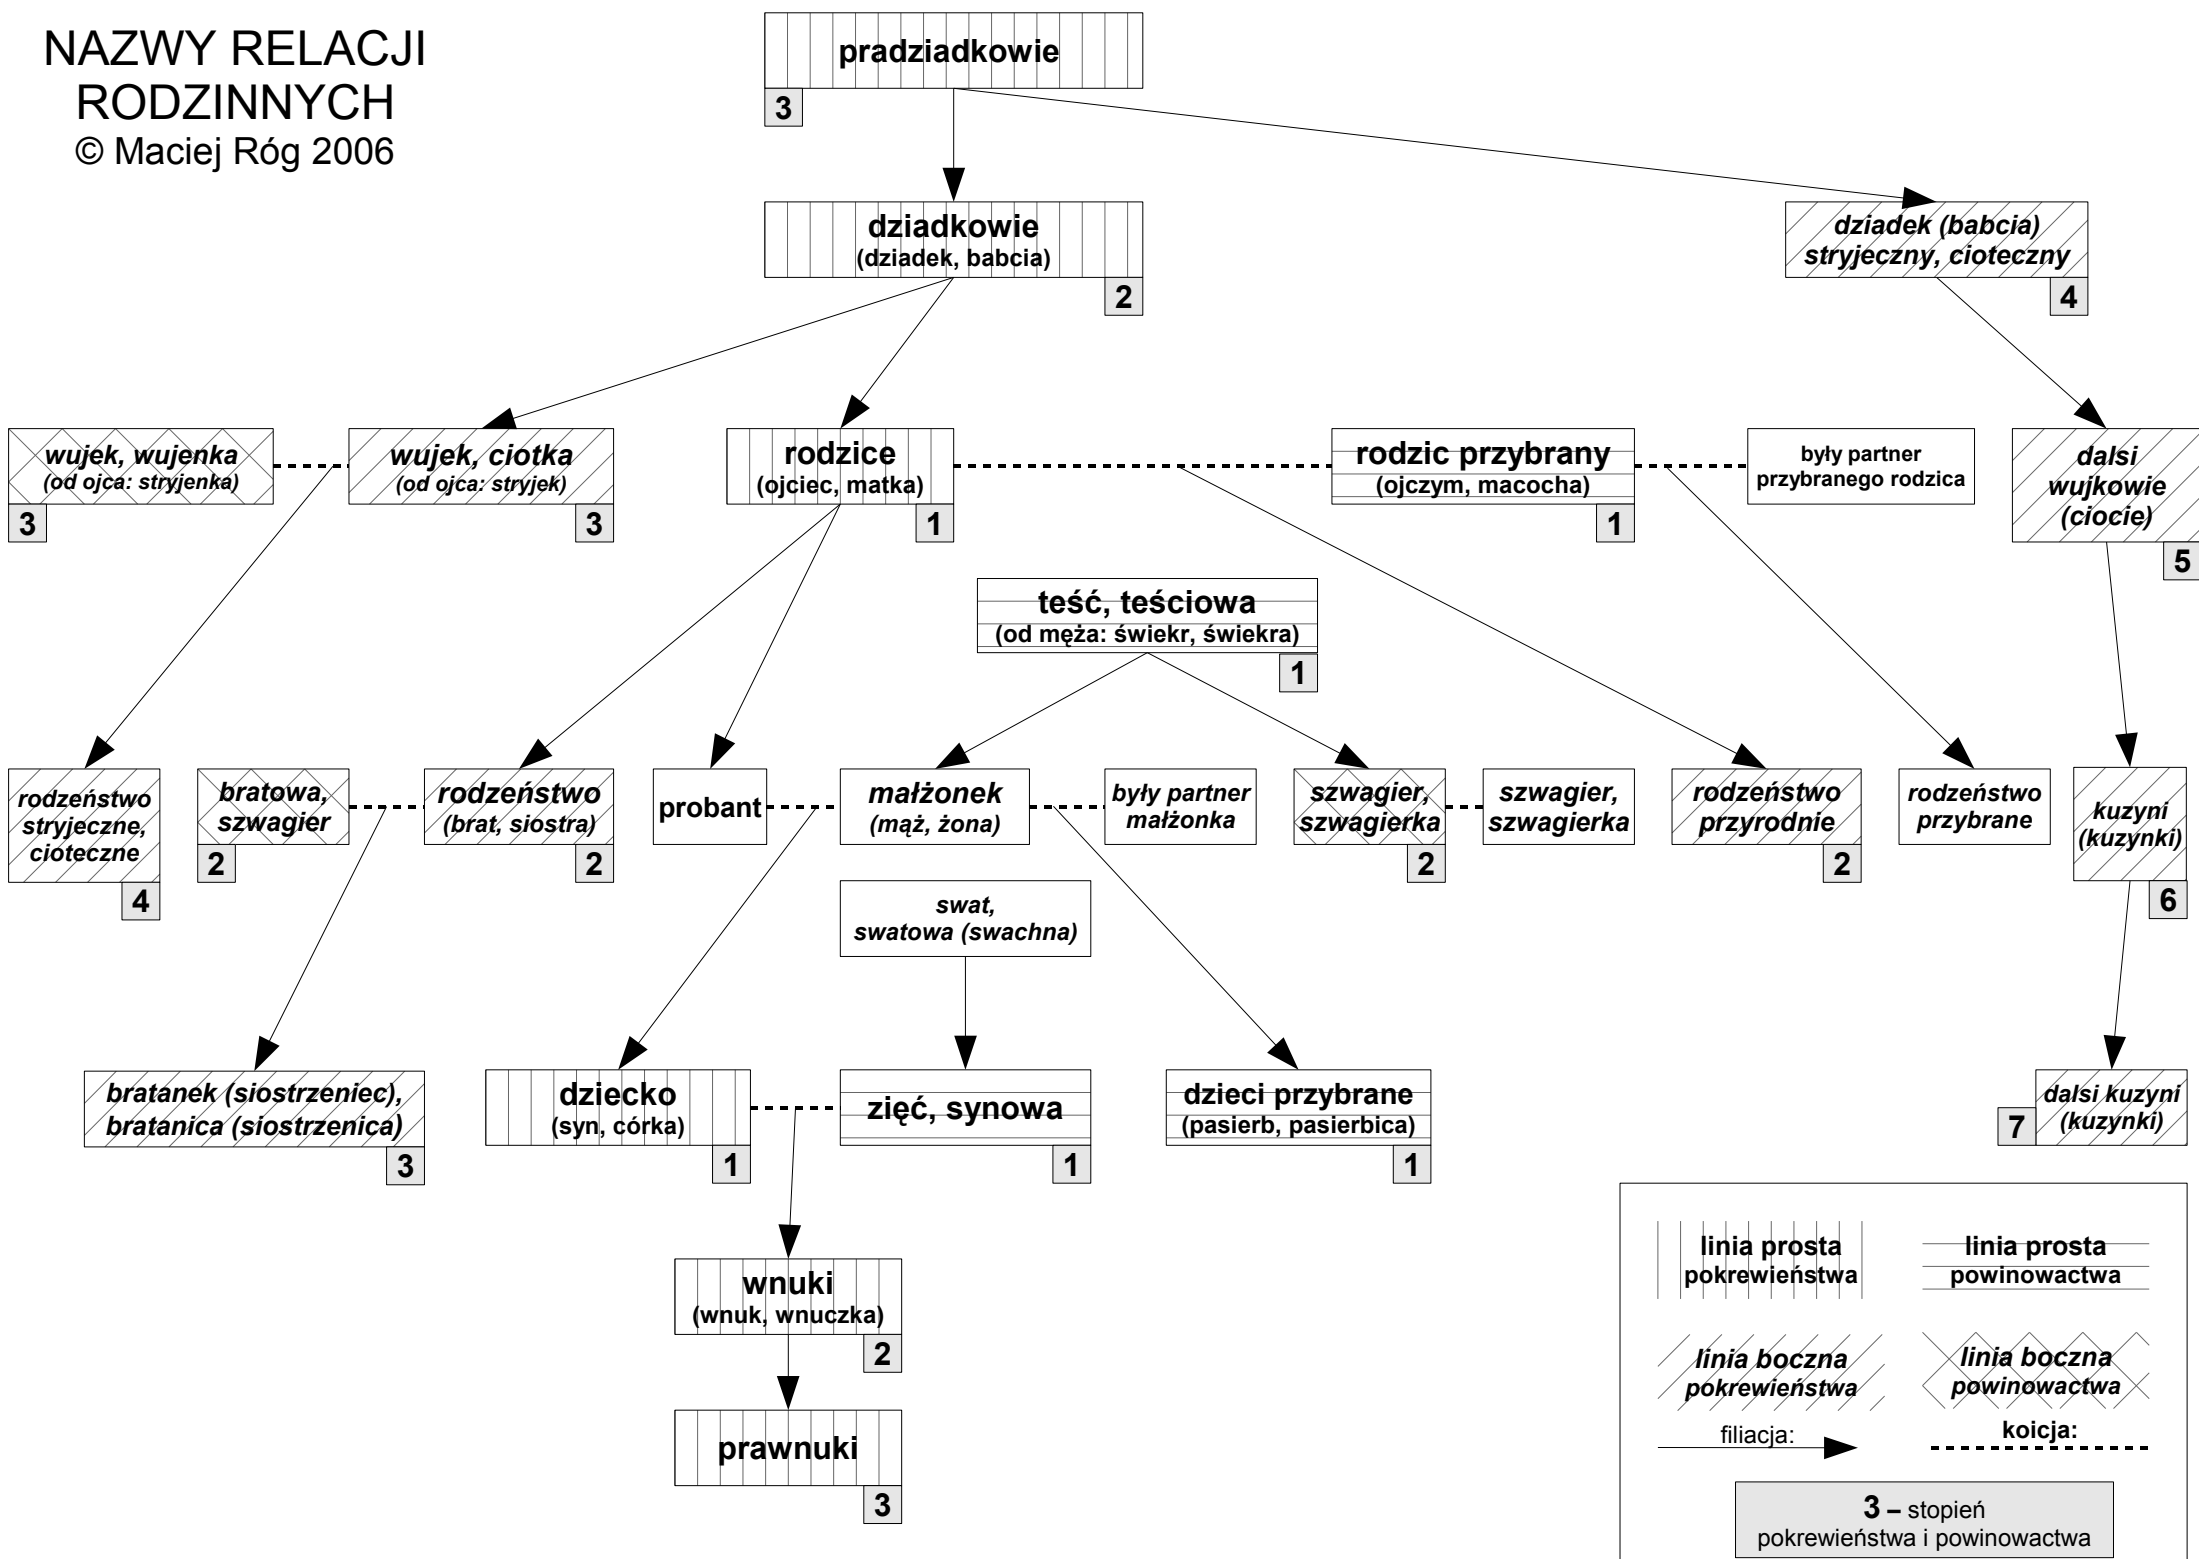 NAZWY RELACJI
RODZINNYCH
© Maciej Róg 2006
pradziadkowie
3
dziadkowie
(dziadek, babcia)
2
dziadek (babcia)
stryjeczny, cioteczny
4
wujek, wujenka
(od ojca: stryjenka)
3
wujek, ciotka
(od ojca: stryjek)
3
rodzice
(ojciec, matka)
1
rodzic przybrany
(ojczym, macocha)
1
były partner
przybranego rodzica
dalsi
wujkowie
(ciocie)
5
teść, teściowa
(od męża: świekr, świekra)
1
rodzeństwo
stryjeczne,
cioteczne
4
bratowa,
szwagier
2
rodzeństwo
(brat, siostra)
2
probant
małżonek
(mąż, żona)
były partner
małżonka
szwagier,
szwagierka
2
szwagier,
szwagierka
rodzeństwo
przyrodnie
2
rodzeństwo
przybrane
kuzyni
(kuzynki)
6
swat,
swatowa (swachna)
bratanek (siostrzeniec),
bratanica (siostrzenica)
3
dziecko
(syn, córka)
1
zięć, synowa
1
dzieci przybrane
(pasierb, pasierbica)
1
dalsi kuzyni
(kuzynki)
7
wnuki
(wnuk, wnuczka)
2
prawnuki
3
linia prosta
pokrewieństwa
linia prosta
powinowactwa
linia boczna
pokrewieństwa
linia boczna
powinowactwa
filiacja:
koicja:
3 – stopień
pokrewieństwa i powinowactwa